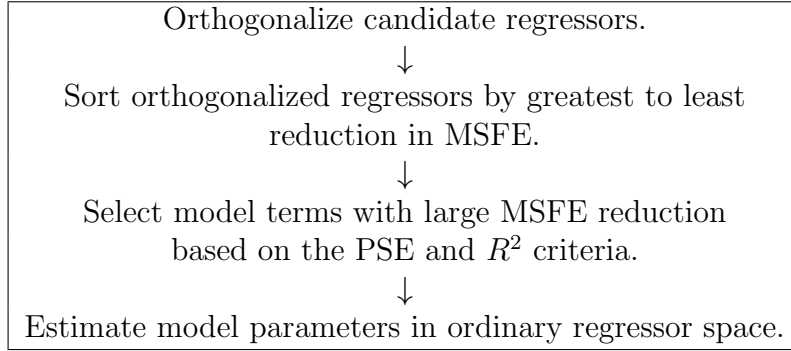 Orthogonalize candidate regressors.
↓
Sort orthogonalized regressors by greatest to least
reduction in MSFE.
↓
Select model terms with large MSFE reduction
based on the PSE and R² criteria.
↓
Estimate model parameters in ordinary regressor space.